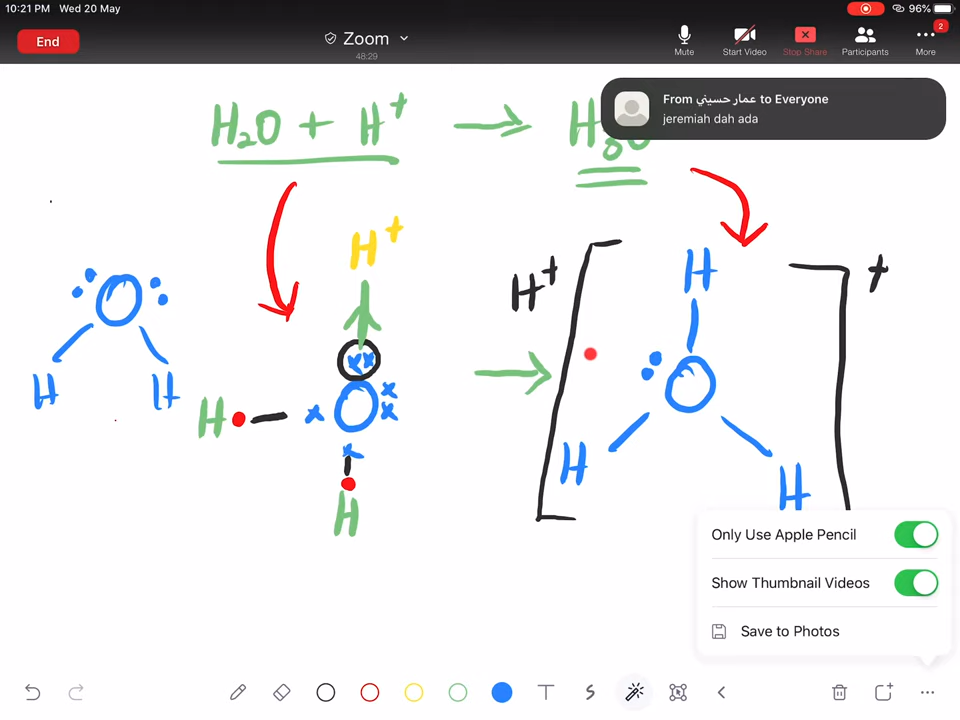 10:21 PM Wed 20 May
96%
End
Zoom
48:29
Mute
Start Video
Stop Share
Participants
2
More
From عمار حسيني to Everyone
jeremiah dah ada
H₂O + H⁺ → H
H⁺
H⁺
+
H
O
O
O
H H
H
H
H
H
Only Use Apple Pencil
Show Thumbnail Videos
Save to Photos
T